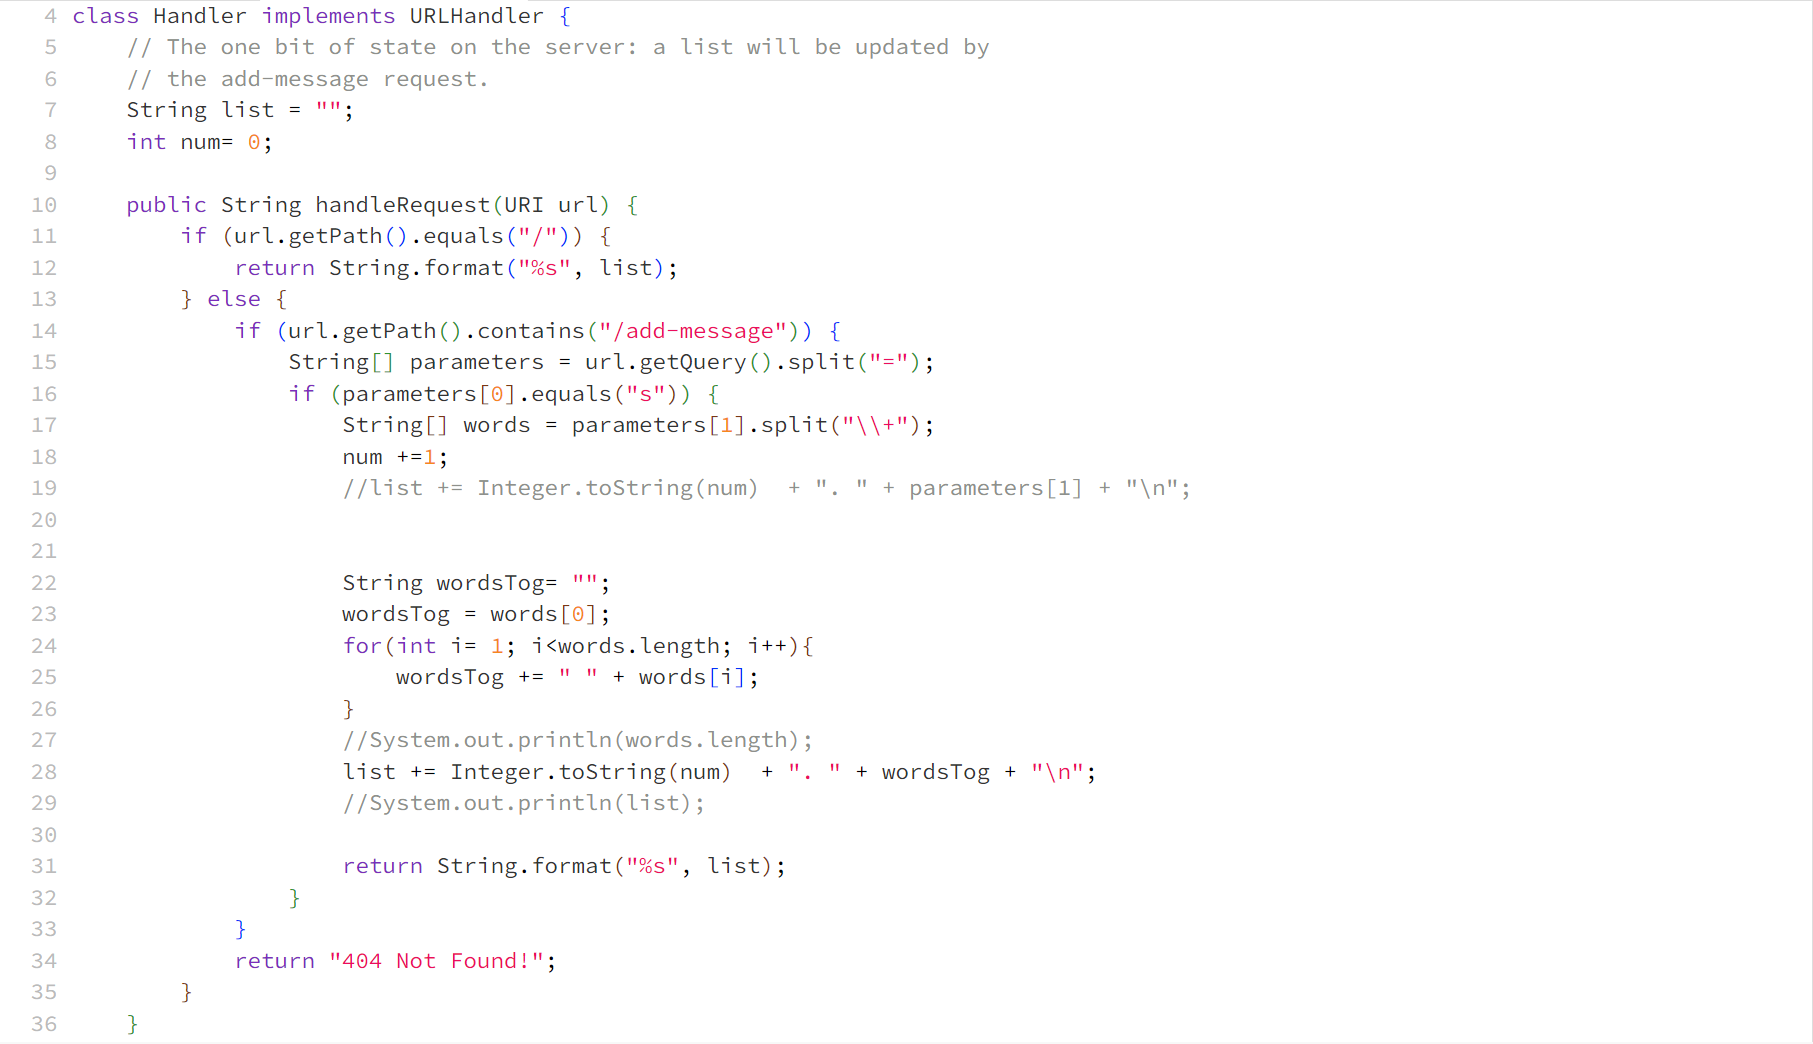 4 class Handler implements URLHandler {
5     // The one bit of state on the server: a list will be updated by
6     // the add-message request.
7     String list = "";
8     int num= 0;
9
10     public String handleRequest(URI url) {
11         if (url.getPath().equals("/")) {
12             return String.format("%s", list);
13         } else {
14             if (url.getPath().contains("/add-message")) {
15                 String[] parameters = url.getQuery().split("=");
16                 if (parameters[0].equals("s")) {
17                     String[] words = parameters[1].split("\\+");
18                     num +=1;
19                     //list += Integer.toString(num)  + ". " + parameters[1] + "\n";
20
21
22                     String wordsTog= "";
23                     wordsTog = words[0];
24                     for(int i= 1; i<words.length; i++){
25                         wordsTog += " " + words[i];
26                     }
27                     //System.out.println(words.length);
28                     list += Integer.toString(num)  + ". " + wordsTog + "\n";
29                     //System.out.println(list);
30
31                     return String.format("%s", list);
32                 }
33             }
34             return "404 Not Found!";
35         }
36     }